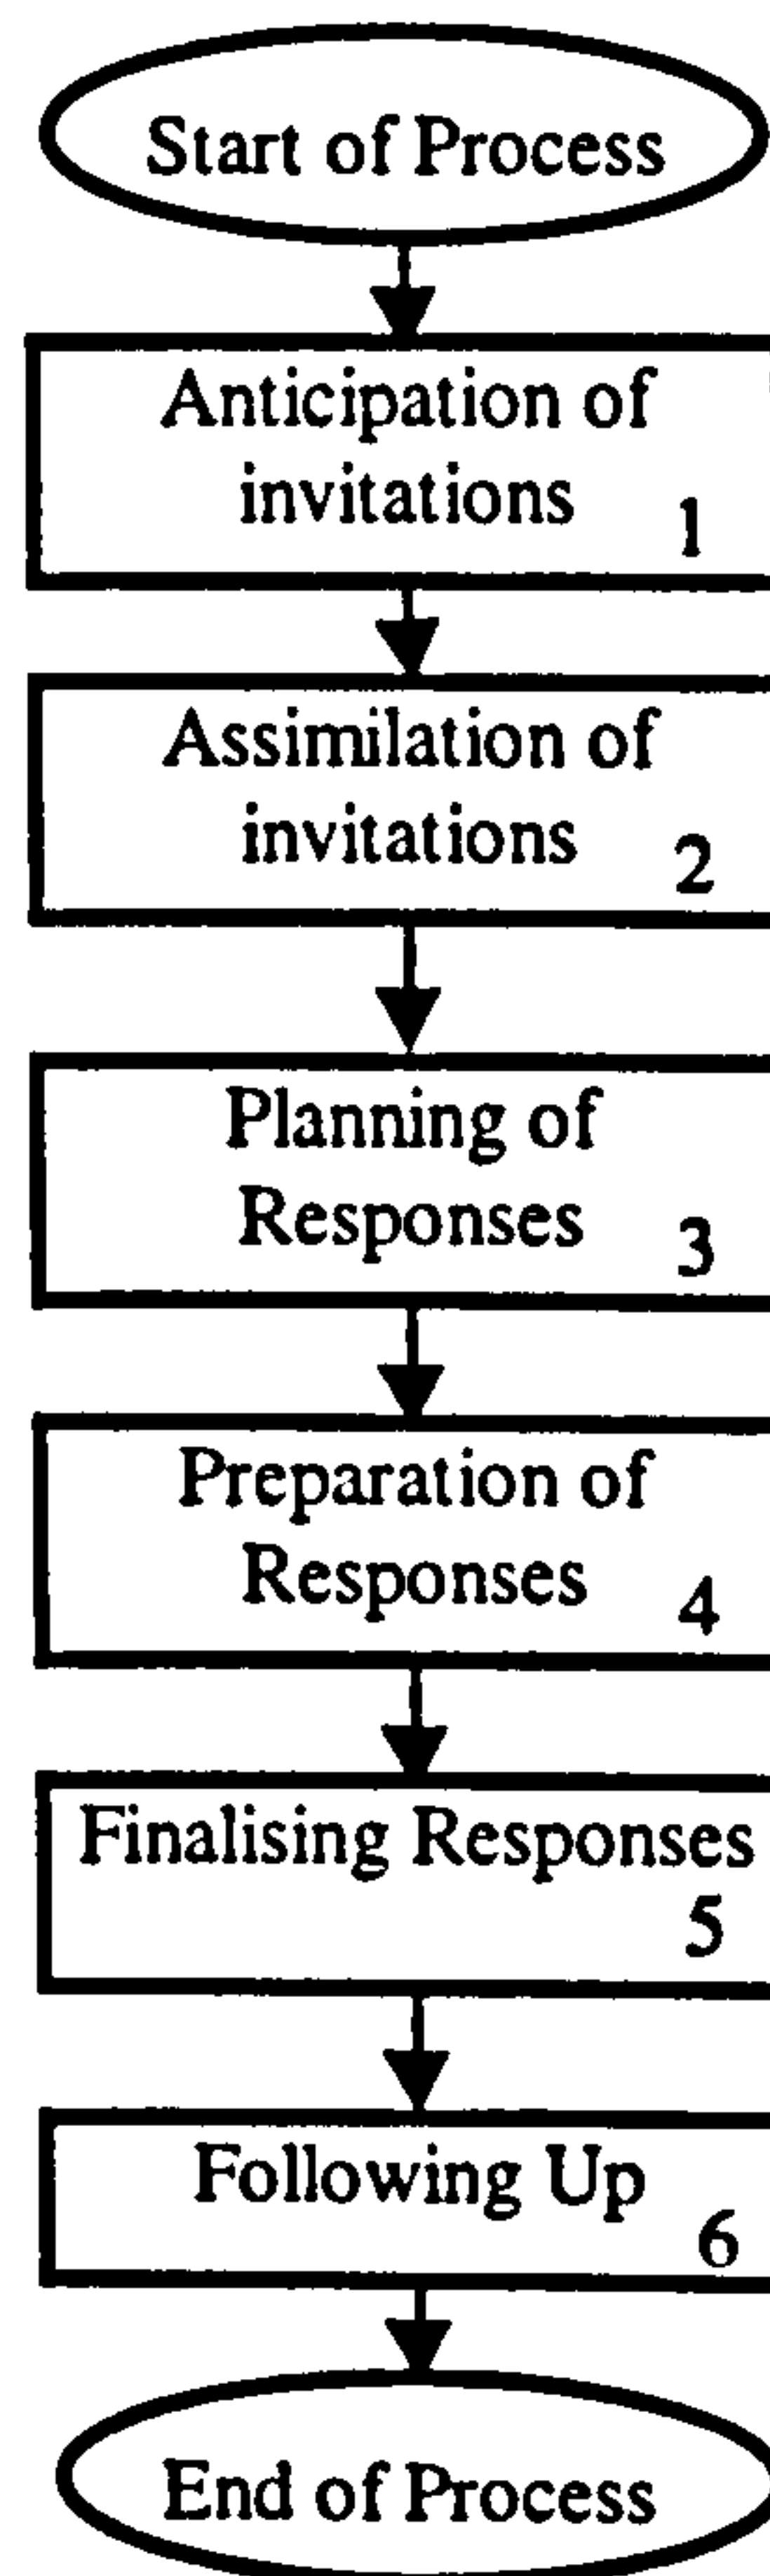 Start of Process
Anticipation of
invitations
1
Assimilation of
invitations
2
Planning of
Responses
3
Preparation of
Responses
4
Finalising Responses
5
Following Up
6
End of Process